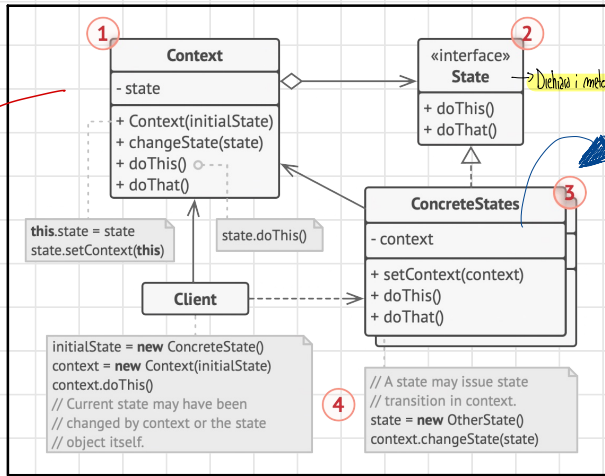 1
Context
- state
+ Context(initialState)
+ changeState(state)
+ doThis()
+ doThat()
2
«interface»
State
+ doThis()
+ doThat()
3
ConcreteStates
- context
+ setContext(context)
+ doThis()
+ doThat()
this.state = state
state.setContext(this)
state.doThis()
Client
initialState = new ConcreteState()
context = new Context(initialState)
context.doThis()
// Current state may have been
// changed by context or the state
// object itself.
4
// A state may issue state
// transition in context.
state = new OtherState()
context.changeState(state)